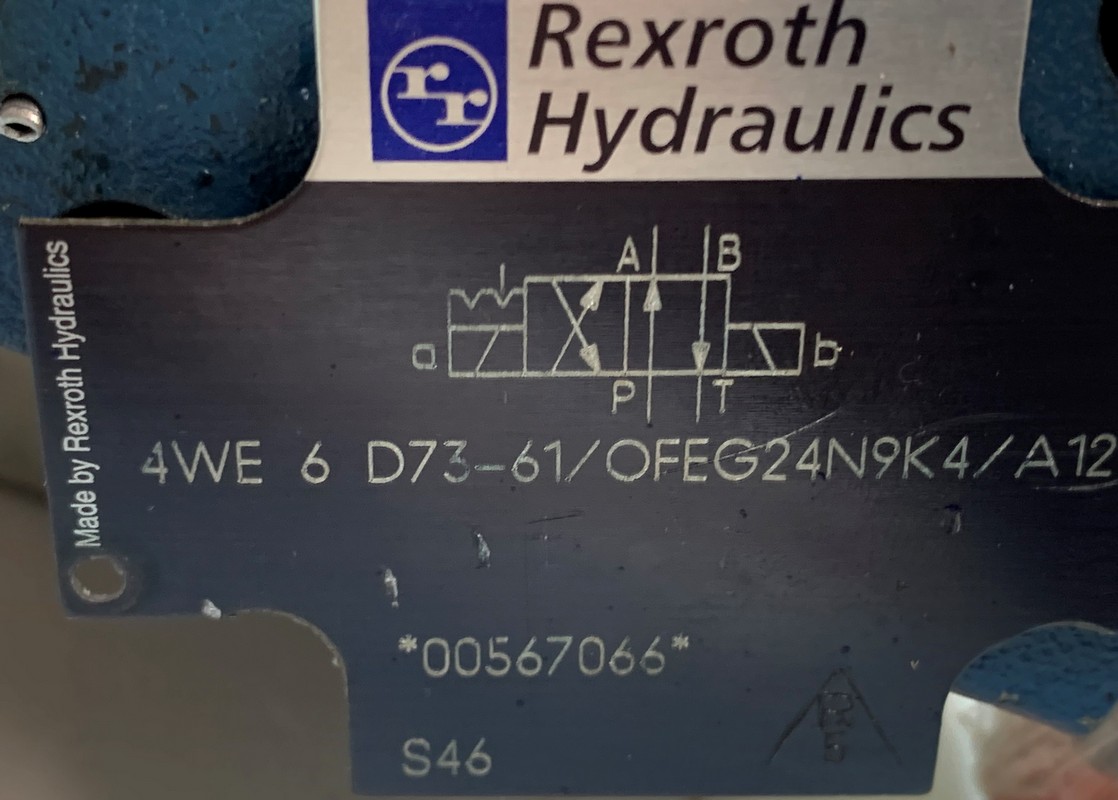 Rexroth
Hydraulics
Made by Rexroth Hydraulics
A B
a b
P T
4WE 6 D73-61/OFEG24N9K4/A12
*00567066*
S46